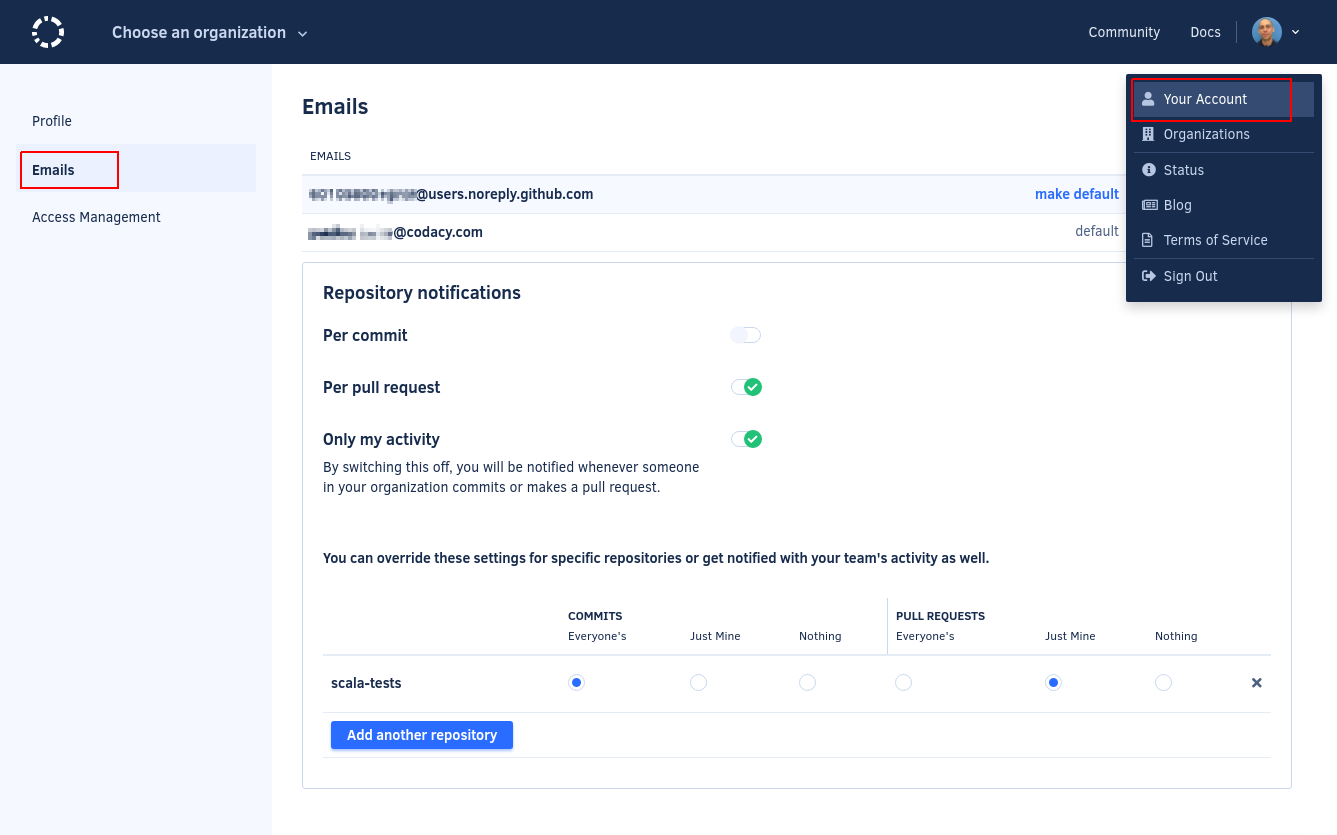 Choose an organization
Community
Docs
Your Account
Organizations
Status
Blog
Terms of Service
Sign Out
Profile
Emails
Access Management
Emails
EMAILS
@users.noreply.github.com make default
@codacy.com default
Repository notifications
Per commit
Per pull request
Only my activity
By switching this off, you will be notified whenever someone
in your organization commits or makes a pull request.
You can override these settings for specific repositories or get notified with your team's activity as well.
COMMITS PULL REQUESTS
Everyone's Just Mine Nothing Everyone's Just Mine Nothing
scala-tests
Add another repository